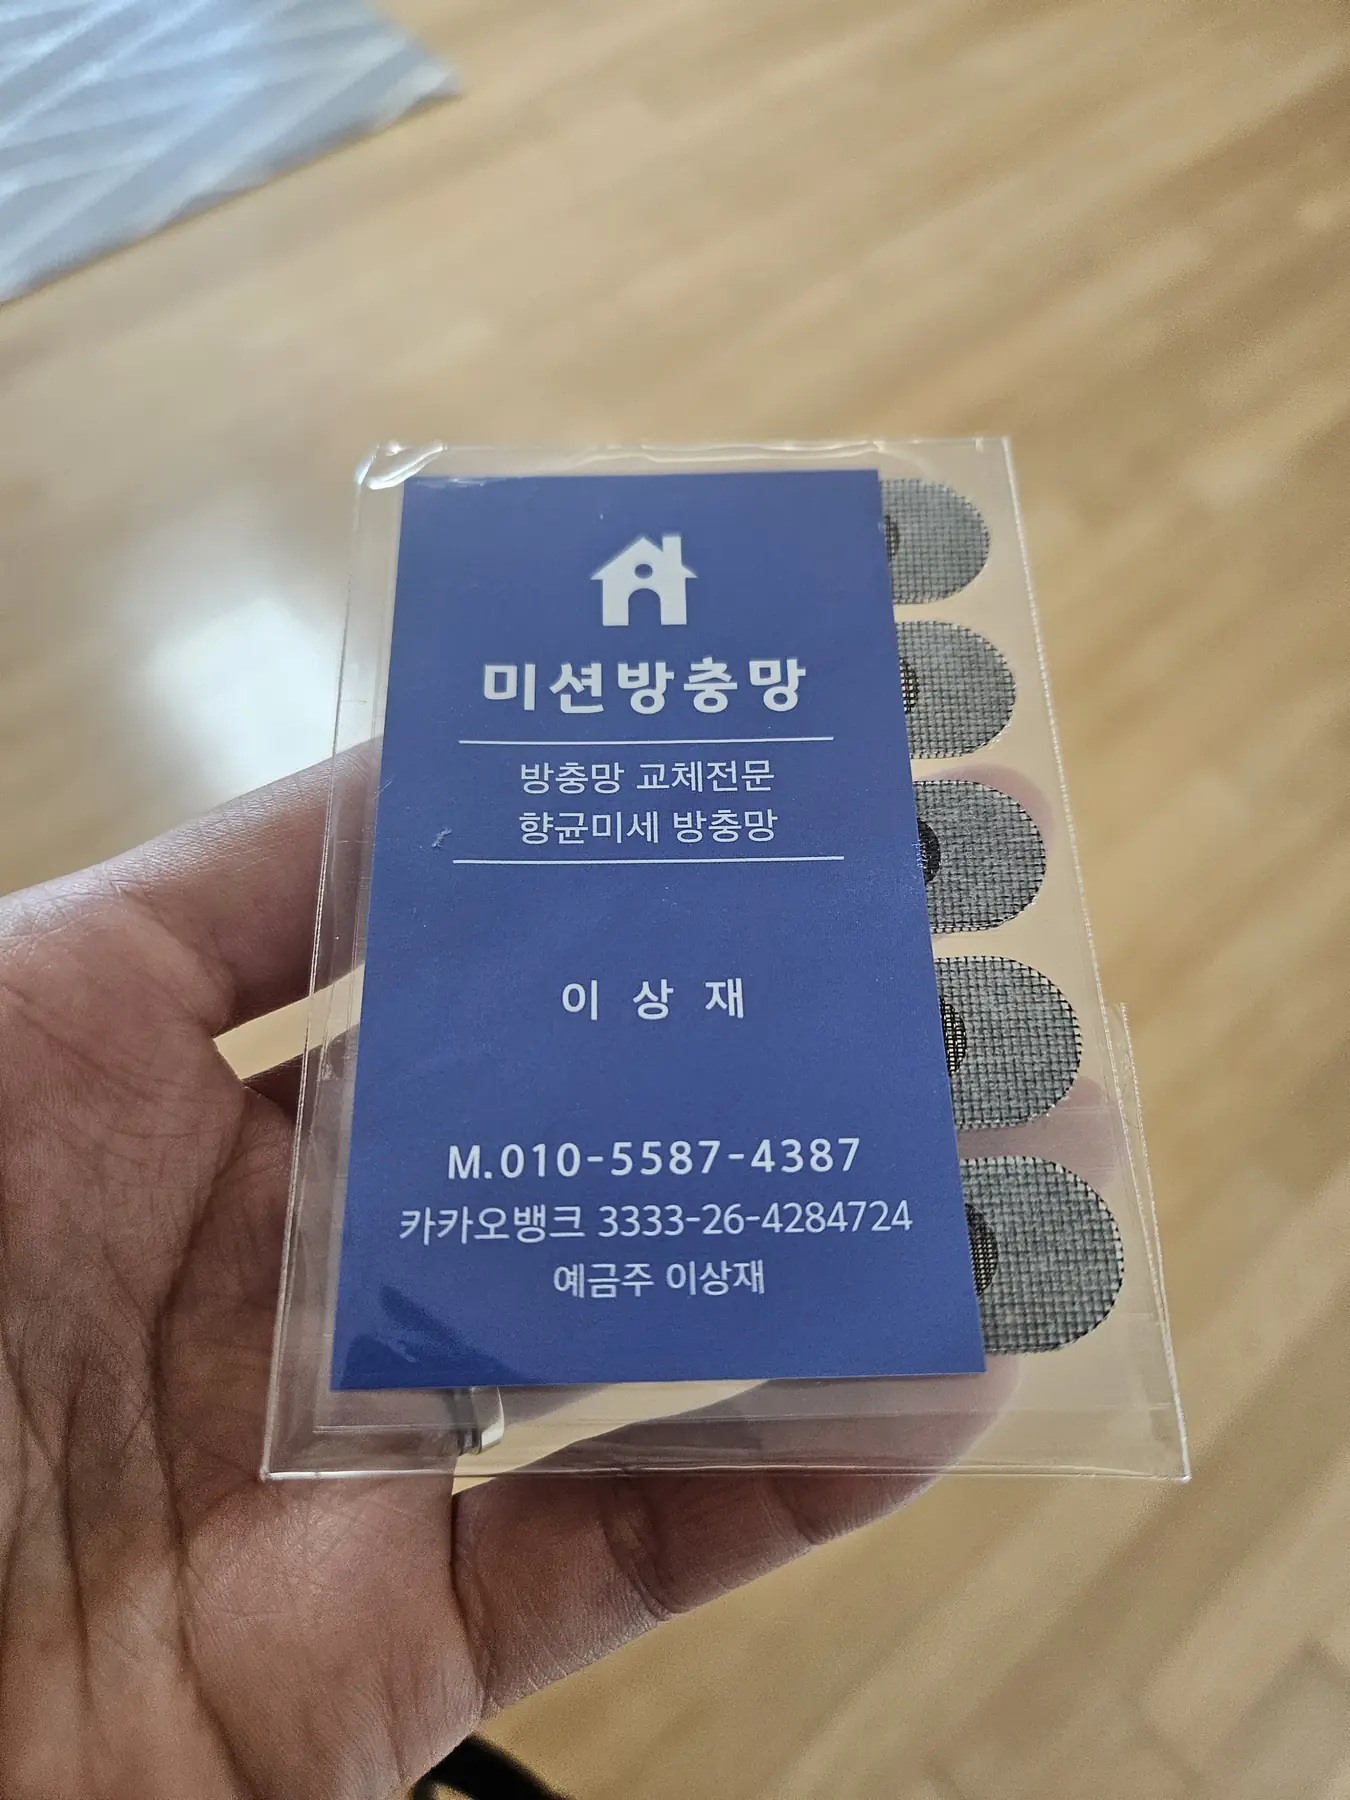 미션방충망
방충망 교체전문
향균미세 방충망
이 상 재
M.010-5587-4387
카카오뱅크 3333-26-4284724
예금주 이상재